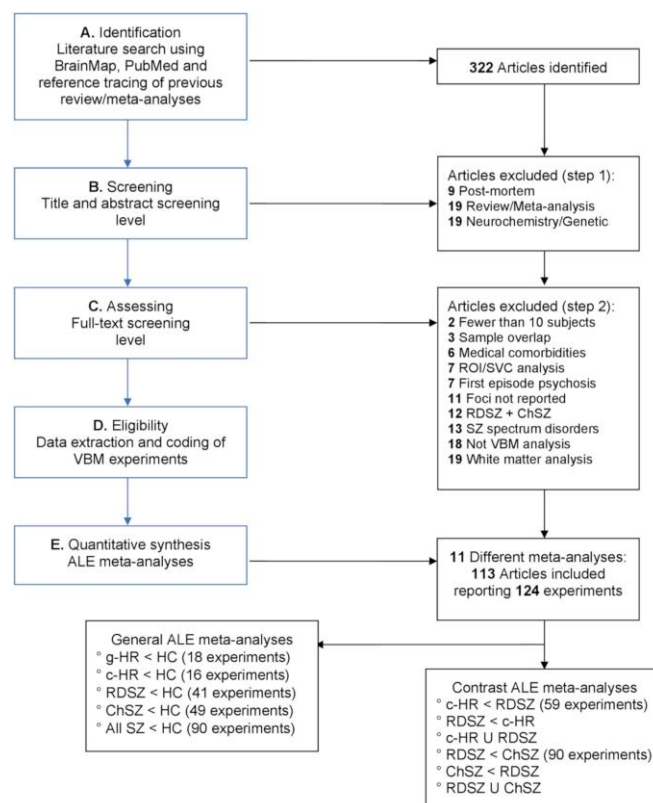 A. Identification
Literature search using
BrainMap, PubMed and
reference tracing of previous
review/meta-analyses
322 Articles identified
B. Screening
Title and abstract screening
level
Articles excluded (step 1):
9 Post-mortem
19 Review/Meta-analysis
19 Neurochemistry/Genetic
C. Assessing
Full-text screening
level
Articles excluded (step 2):
2 Fewer than 10 subjects
3 Sample overlap
6 Medical comorbidities
7 ROI/SVC analysis
7 First episode psychosis
11 Foci not reported
12 RDSZ + ChSZ
13 SZ spectrum disorders
18 Not VBM analysis
19 White matter analysis
D. Eligibility
Data extraction and coding of
VBM experiments
E. Quantitative synthesis
ALE meta-analyses
11 Different meta-analyses:
113 Articles included
reporting 124 experiments
General ALE meta-analyses
° g-HR < HC (18 experiments)
° c-HR < HC (16 experiments)
° RDSZ < HC (41 experiments)
° ChSZ < HC (49 experiments)
° All SZ < HC (90 experiments)
Contrast ALE meta-analyses
° c-HR < RDSZ (59 experiments)
° RDSZ < c-HR
° c-HR U RDSZ
° RDSZ < ChSZ (90 experiments)
° ChSZ < RDSZ
° RDSZ U ChSZ